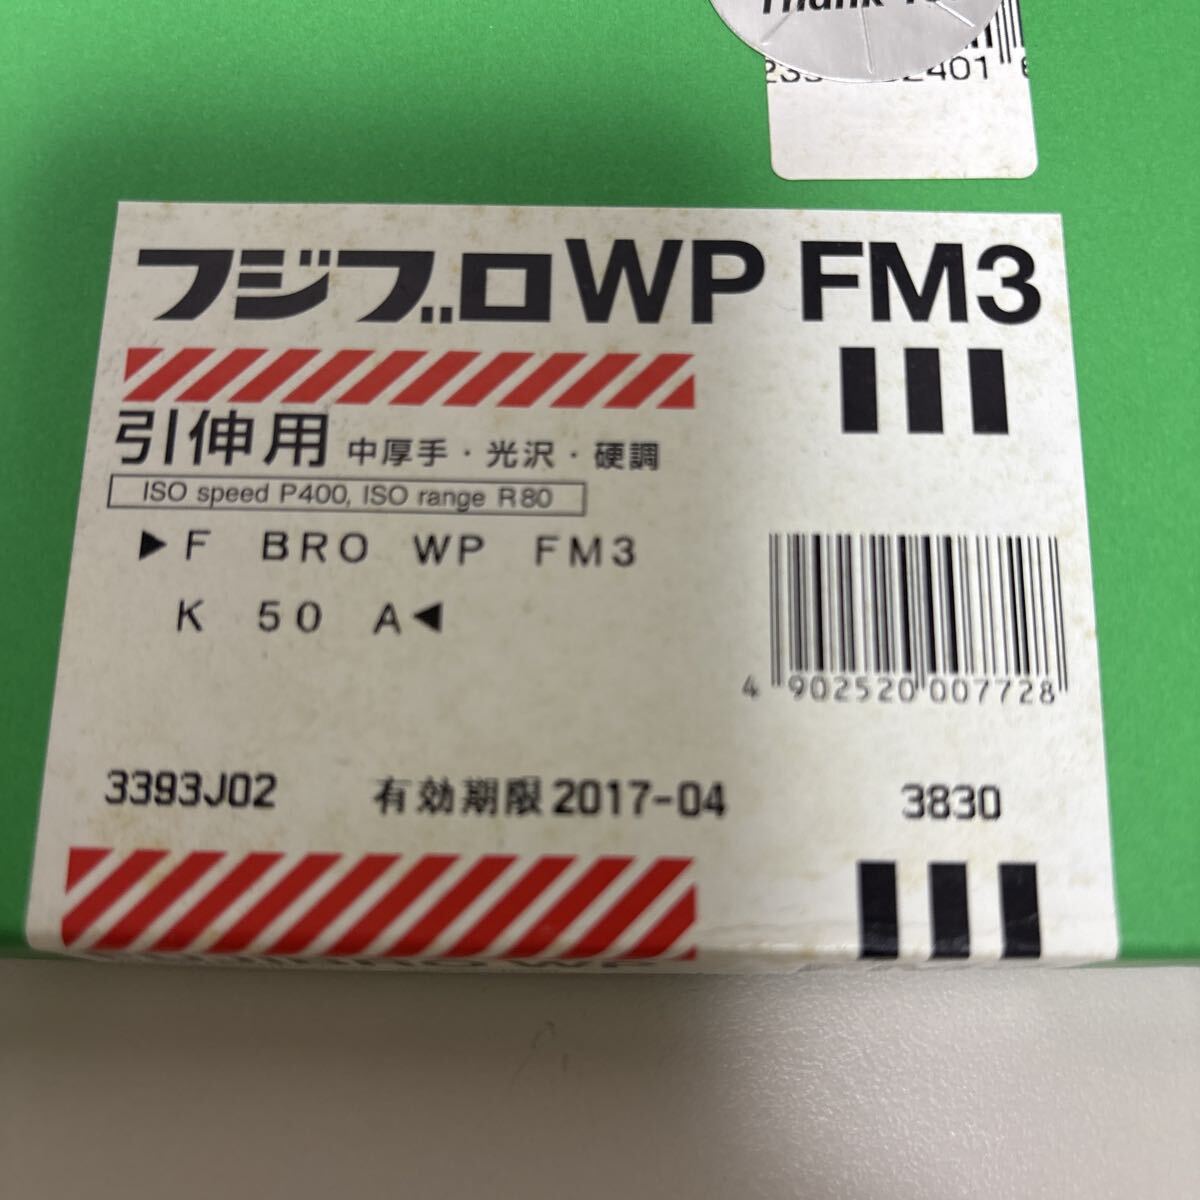 Thank You
2401
フジブロWP FM3
引伸用 中厚手・光沢・硬調
ISO speed P400, ISO range R80
▶F BRO WP FM3
K 50 A◀
4 902520 007728
3393J02 有効期限2017-04 3830